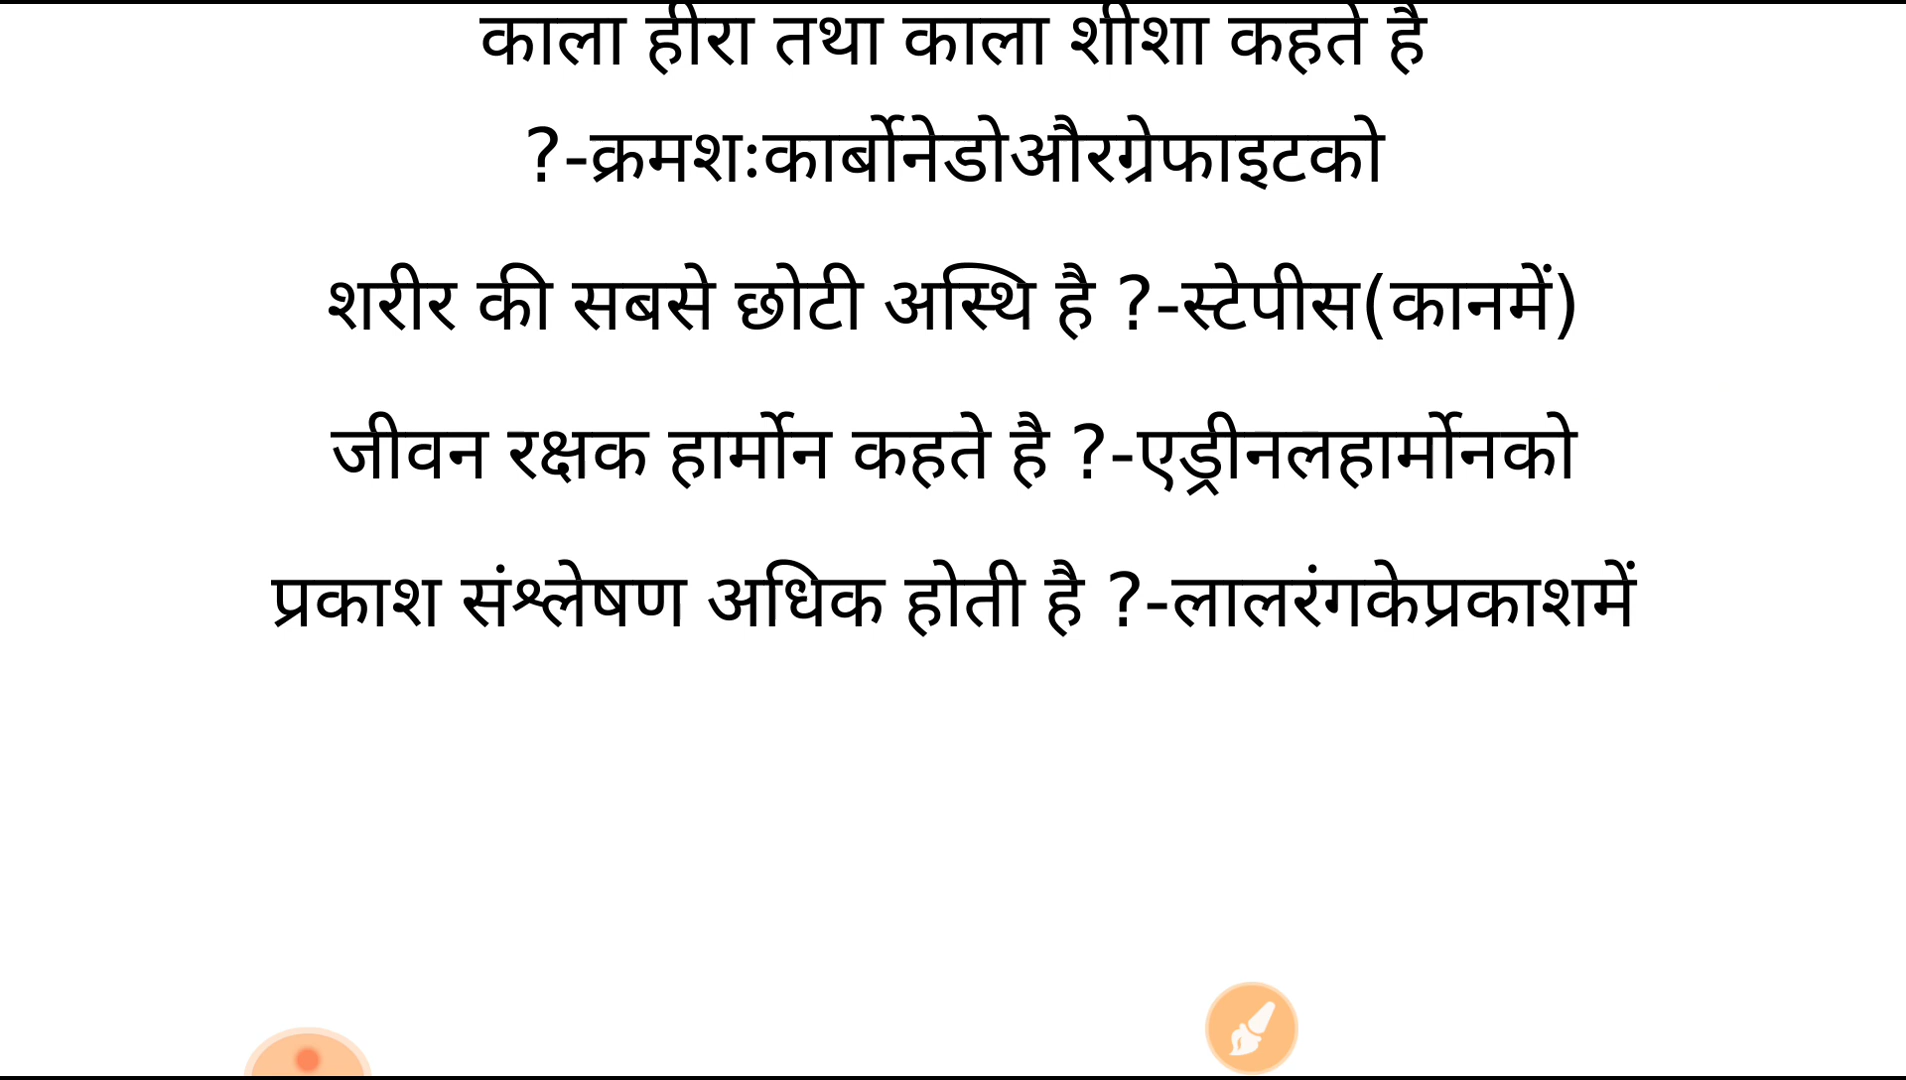 काला हीरा तथा काला शीशा कहते है
?-क्रमशःकार्बोनेडोऔरग्रेफाइटको
शरीर की सबसे छोटी अस्थि है ?-स्टेपीस(कानमें)
जीवन रक्षक हार्मोन कहते है ?-एड्रीनलहार्मोनको
प्रकाश संश्लेषण अधिक होती है ?-लालरंगकेप्रकाशमें